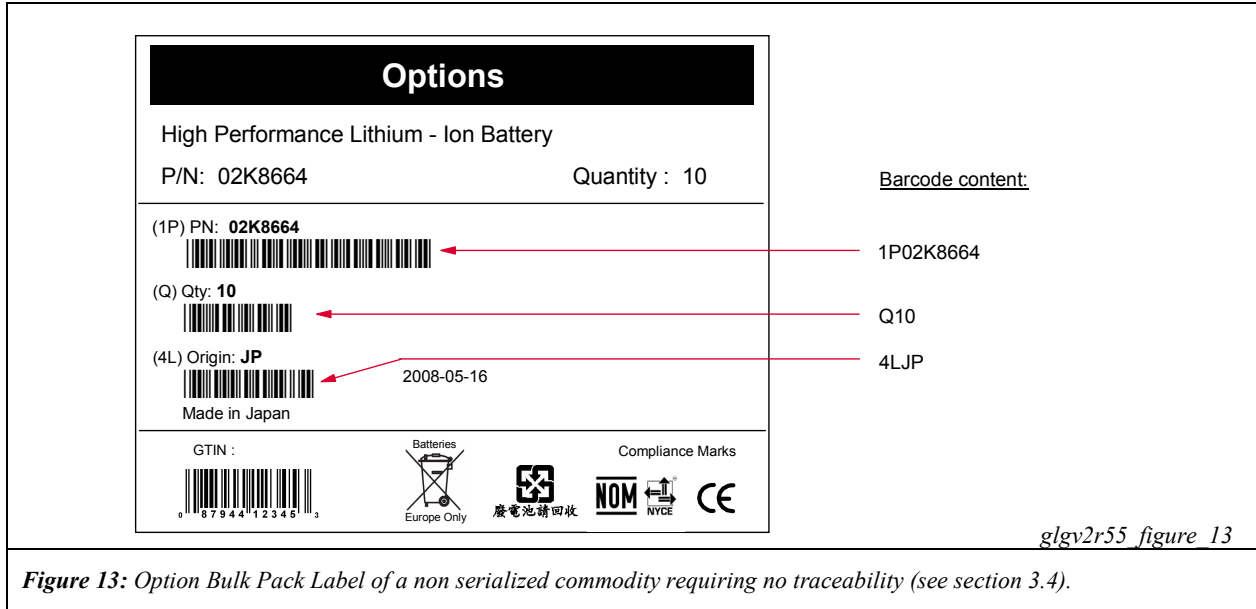 Options
High Performance Lithium - Ion Battery
P/N: 02K8664 Quantity : 10
Barcode content:
(1P) PN: 02K8664
1P02K8664
(Q) Qty: 10
Q10
(4L) Origin: JP
4LJP
2008-05-16
Made in Japan
GTIN :
Batteries
Compliance Marks
0 87944 12345 3
Europe Only
廢電池請回收
NOM
NYCE
CE
glgv2r55_figure_13
Figure 13: Option Bulk Pack Label of a non serialized commodity requiring no traceability (see section 3.4).